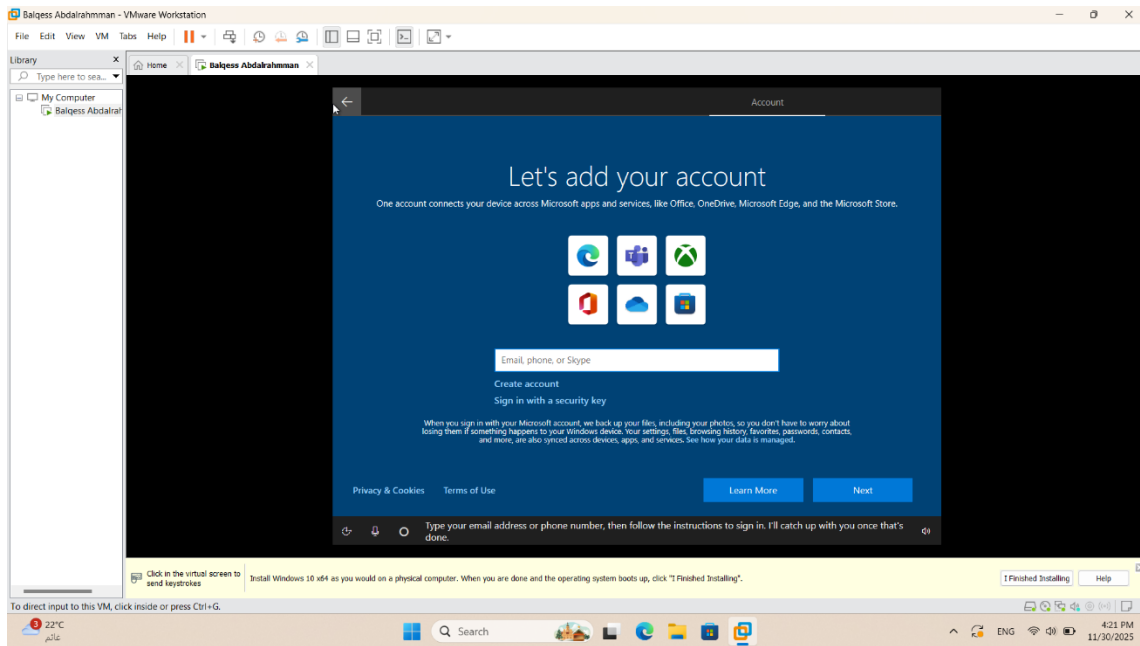 Balqess Abdalrahmman - VMware Workstation
File Edit View VM Tabs Help
Library
Type here to sea...
My Computer
Balqess Abdalrah
Home
Balqess Abdalrahmman
Account
Let's add your account
One account connects your device across Microsoft apps and services, like Office, OneDrive, Microsoft Edge, and the Microsoft Store.
Email, phone, or Skype
Create account
Sign in with a security key
When you sign in with your Microsoft account, we back up your files, including your photos, so you don't have to worry about
losing them if something happens to your Windows device. Your settings, files, browsing history, favorites, passwords, contacts,
and more, are also synced across devices, apps, and services. See how your data is managed.
Privacy & Cookies Terms of Use
Learn More
Next
Type your email address or phone number, then follow the instructions to sign in. I'll catch up with you once that's
done.
Click in the virtual screen to
send keystrokes
Install Windows 10 x64 as you would on a physical computer. When you are done and the operating system boots up, click "I Finished Installing".
I Finished Installing
Help
To direct input to this VM, click inside or press Ctrl+G.
3
22°C
غائم
Search
ENG
4:21 PM
11/30/2025